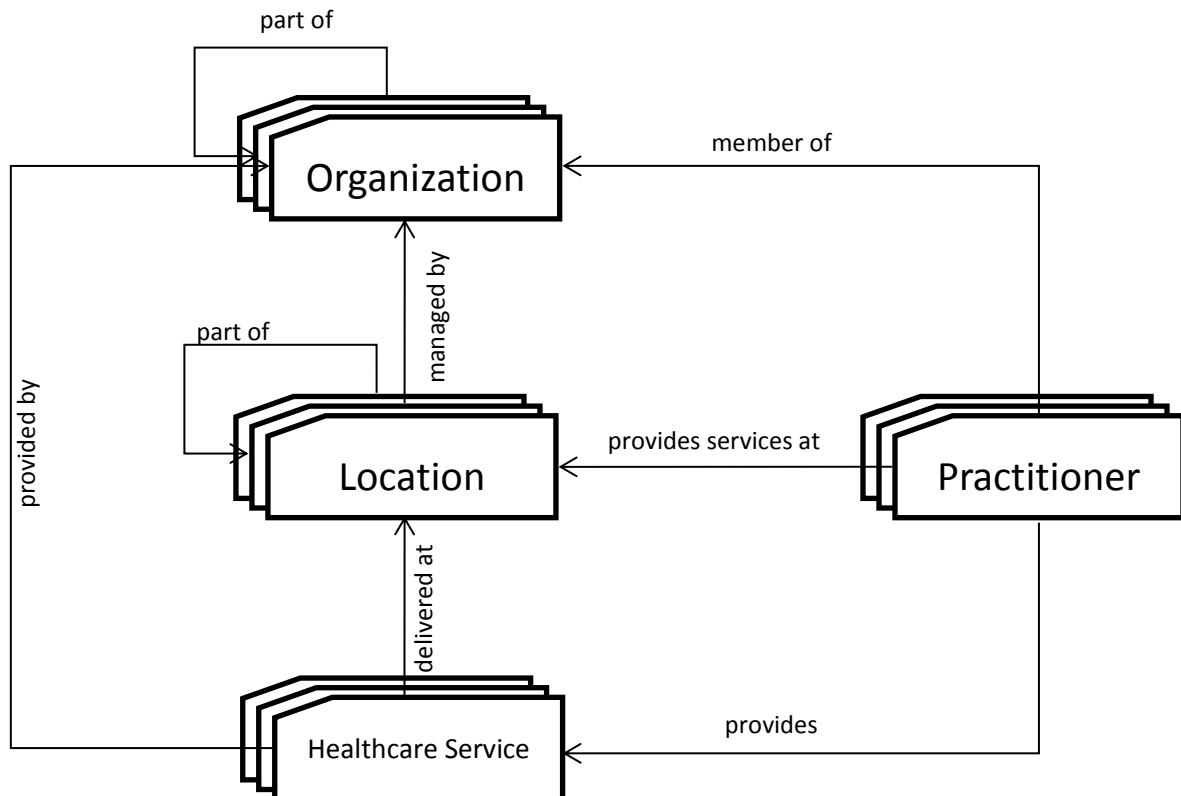 part of
Organization
member of
managed by
part of
provided by
Location
provides services at
Practitioner
delivered at
Healthcare Service
provides